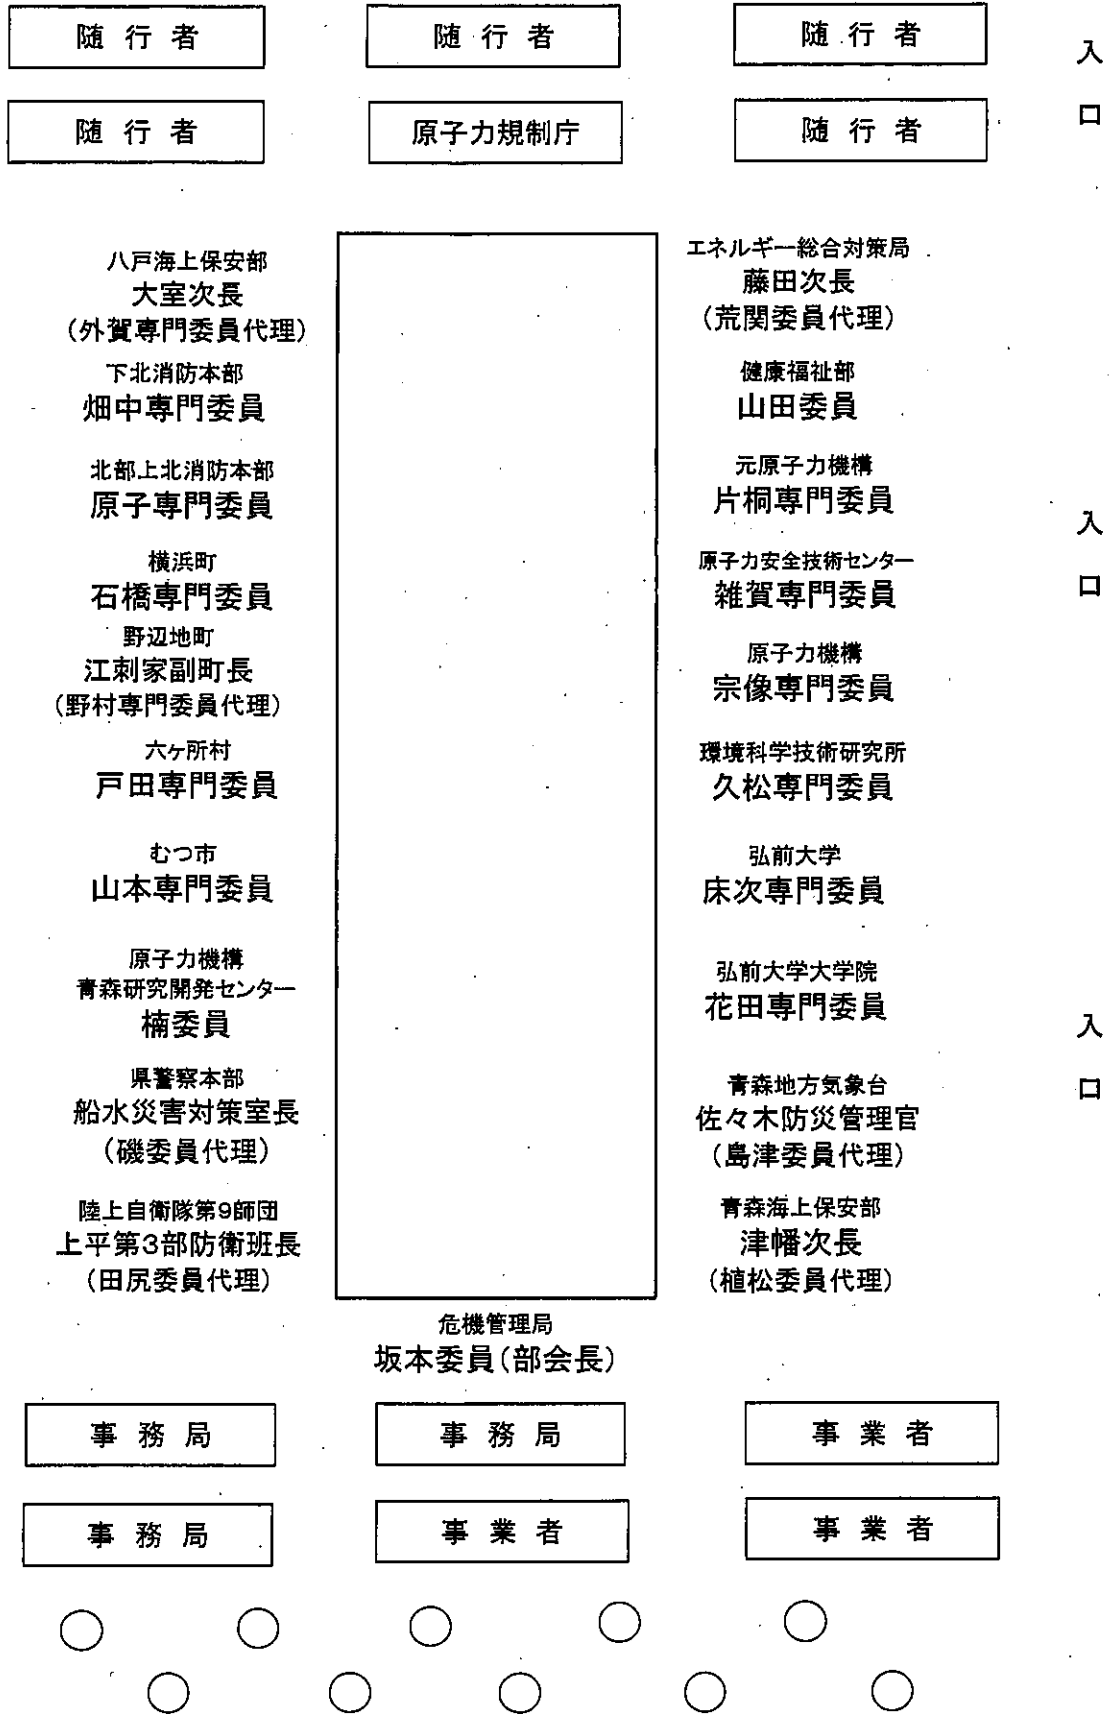 随行者
随行者
随行者
随行者
原子力規制庁
随行者
入口
八戸海上保安部
大室次長
(外賀専門委員代理)
下北消防本部
畑中専門委員
北部上北消防本部
原子専門委員
横浜町
石橋専門委員
野辺地町
江刺家副町長
(野村専門委員代理)
六ヶ所村
戸田専門委員
むつ市
山本専門委員
原子力機構
青森研究開発センター
楠委員
県警察本部
船水災害対策室長
(磯委員代理)
陸上自衛隊第9師団
上平第3部防衛班長
(田尻委員代理)
エネルギー総合対策局
藤田次長
(荒関委員代理)
健康福祉部
山田委員
元原子力機構
片桐専門委員
原子力安全技術センター
雑賀専門委員
原子力機構
宗像専門委員
環境科学技術研究所
久松専門委員
弘前大学
床次専門委員
弘前大学大学院
花田専門委員
青森地方気象台
佐々木防災管理官
(島津委員代理)
青森海上保安部
津幡次長
(植松委員代理)
入口
入口
危機管理局
坂本委員(部会長)
事務局
事務局
事業者
事務局
事業者
事業者